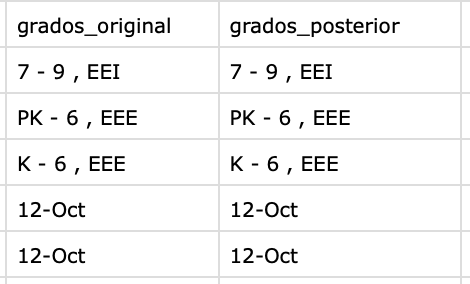 grados_original grados_posterior
7 - 9 , EEI 7 - 9 , EEI
PK - 6 , EEE PK - 6 , EEE
K - 6 , EEE K - 6 , EEE
12-Oct 12-Oct
12-Oct 12-Oct